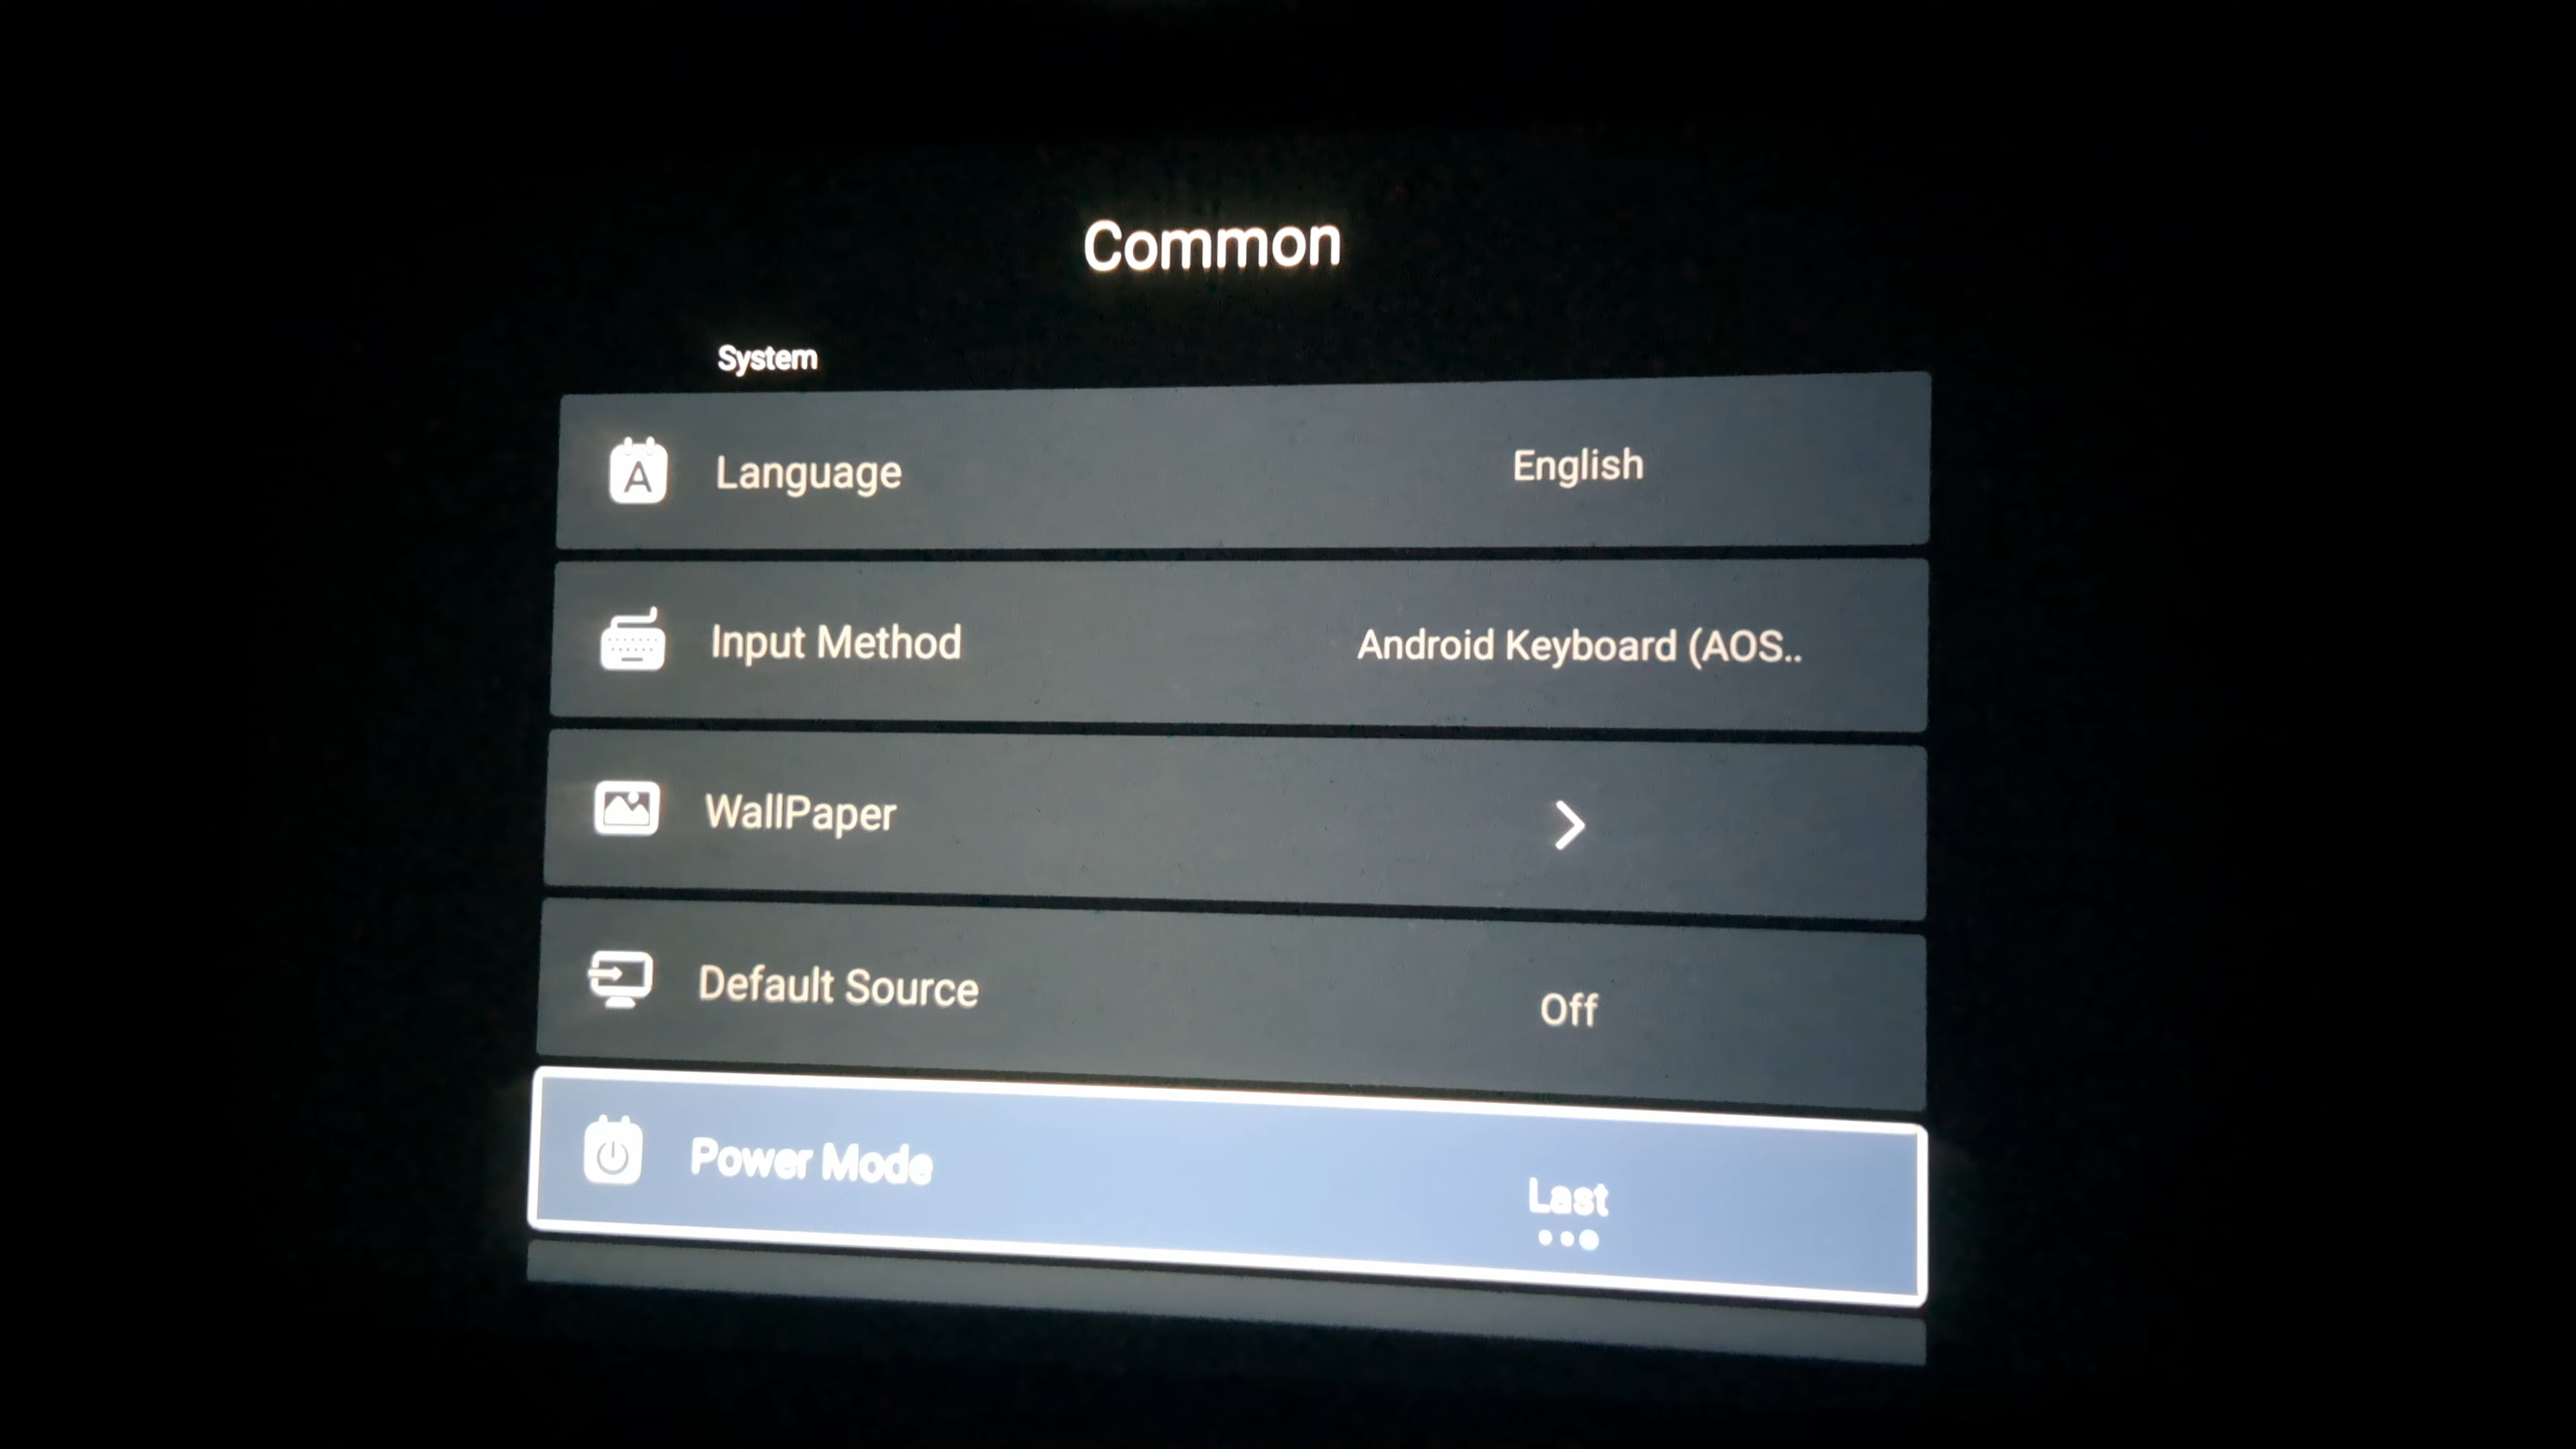 Common
System
Language English
Input Method Android Keyboard (AOS..
WallPaper
Default Source Off
Power Mode Last